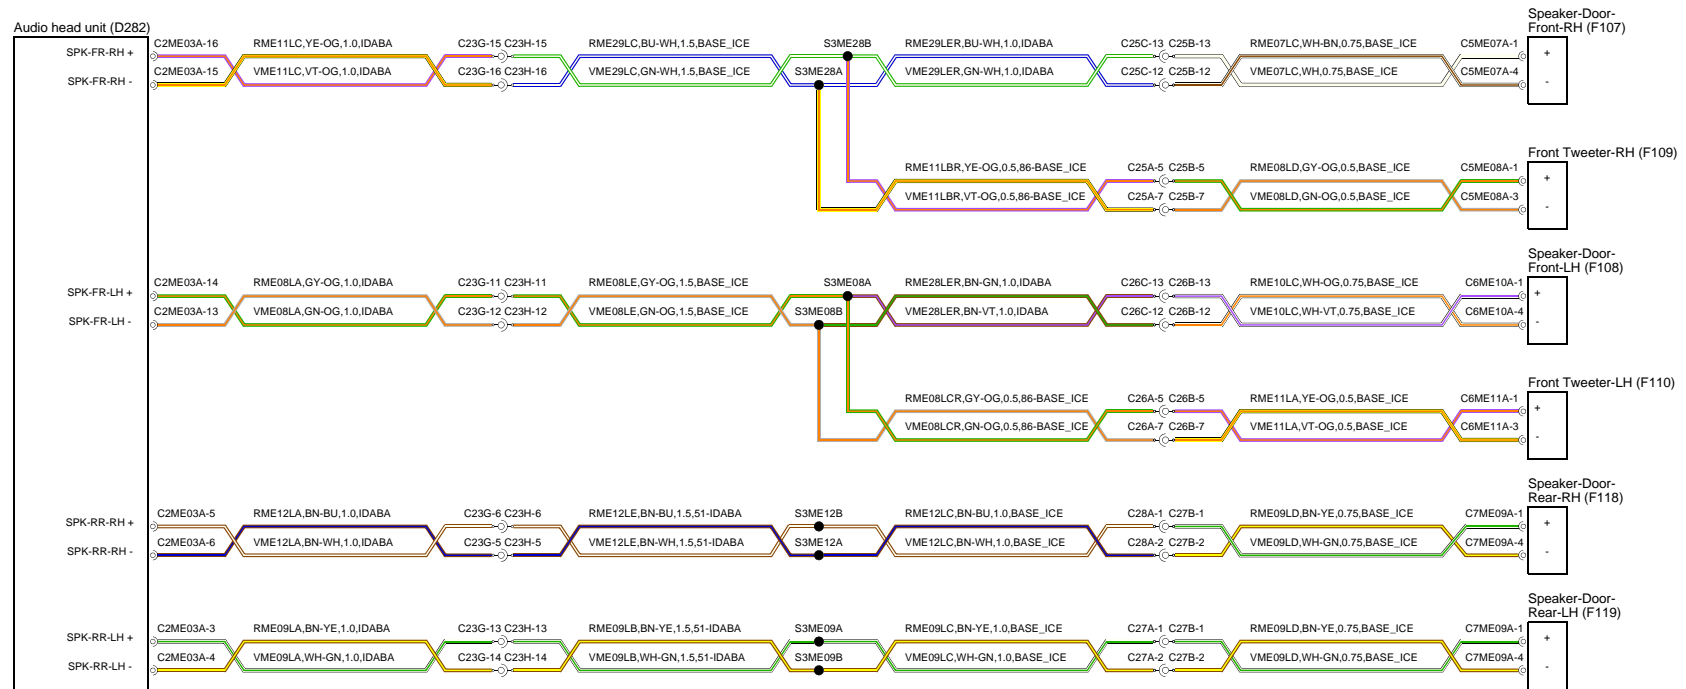 Audio head unit (D282)
Speaker-Door-
Front-RH (F107)
SPK-FR-RH +
C2ME03A-16
RME11LC,YE-OG,1.0,IDABA
C23G-15 C23H-15
RME29LC,BU-WH,1.5,BASE_ICE
S3ME28B
RME29LER,BU-WH,1.0,IDABA
C25C-13 C25B-13
RME07LC,WH-BN,0.75,BASE_ICE
C5ME07A-1
+
SPK-FR-RH -
C2ME03A-15
VME11LC,VT-OG,1.0,IDABA
C23G-16 C23H-16
VME29LC,GN-WH,1.5,BASE_ICE
S3ME28A
VME29LER,GN-WH,1.0,IDABA
C25C-12 C25B-12
VME07LC,WH,0.75,BASE_ICE
C5ME07A-4
-
Front Tweeter-RH (F109)
RME11LBR,YE-OG,0.5,86-BASE_ICE
C25A-5 C25B-5
RME08LD,GY-OG,0.5,BASE_ICE
C5ME08A-1
+
VME11LBR,VT-OG,0.5,86-BASE_ICE
C25A-7 C25B-7
VME08LD,GN-OG,0.5,BASE_ICE
C5ME08A-3
-
Speaker-Door-
Front-LH (F108)
SPK-FR-LH +
C2ME03A-14
RME08LA,GY-OG,1.0,IDABA
C23G-11 C23H-11
RME08LE,GY-OG,1.5,BASE_ICE
S3ME08A
RME28LER,BN-GN,1.0,IDABA
C26C-13 C26B-13
RME10LC,WH-OG,0.75,BASE_ICE
C6ME10A-1
+
SPK-FR-LH -
C2ME03A-13
VME08LA,GN-OG,1.0,IDABA
C23G-12 C23H-12
VME08LE,GN-OG,1.5,BASE_ICE
S3ME08B
VME28LER,BN-VT,1.0,IDABA
C26C-12 C26B-12
VME10LC,WH-VT,0.75,BASE_ICE
C6ME10A-4
-
Front Tweeter-LH (F110)
RME08LCR,GY-OG,0.5,86-BASE_ICE
C26A-5 C26B-5
RME11LA,YE-OG,0.5,BASE_ICE
C6ME11A-1
+
VME08LCR,GN-OG,0.5,86-BASE_ICE
C26A-7 C26B-7
VME11LA,VT-OG,0.5,BASE_ICE
C6ME11A-3
-
Speaker-Door-
Rear-RH (F118)
SPK-RR-RH +
C2ME03A-5
RME12LA,BN-BU,1.0,IDABA
C23G-6 C23H-6
RME12LE,BN-BU,1.5,51-IDABA
S3ME12B
RME12LC,BN-BU,1.0,BASE_ICE
C28A-1 C27B-1
RME09LD,BN-YE,0.75,BASE_ICE
C7ME09A-1
+
SPK-RR-RH -
C2ME03A-6
VME12LA,BN-WH,1.0,IDABA
C23G-5 C23H-5
VME12LE,BN-WH,1.5,51-IDABA
S3ME12A
VME12LC,BN-WH,1.0,BASE_ICE
C28A-2 C27B-2
VME09LD,WH-GN,0.75,BASE_ICE
C7ME09A-4
-
Speaker-Door-
Rear-LH (F119)
SPK-RR-LH +
C2ME03A-3
RME09LA,BN-YE,1.0,IDABA
C23G-13 C23H-13
RME09LB,BN-YE,1.5,51-IDABA
S3ME09A
RME09LC,BN-YE,1.0,BASE_ICE
C27A-1 C27B-1
RME09LD,BN-YE,0.75,BASE_ICE
C7ME09A-1
+
SPK-RR-LH -
C2ME03A-4
VME09LA,WH-GN,1.0,IDABA
C23G-14 C23H-14
VME09LB,WH-GN,1.5,51-IDABA
S3ME09B
VME09LC,WH-GN,1.0,BASE_ICE
C27A-2 C27B-2
VME09LD,WH-GN,0.75,BASE_ICE
C7ME09A-4
-